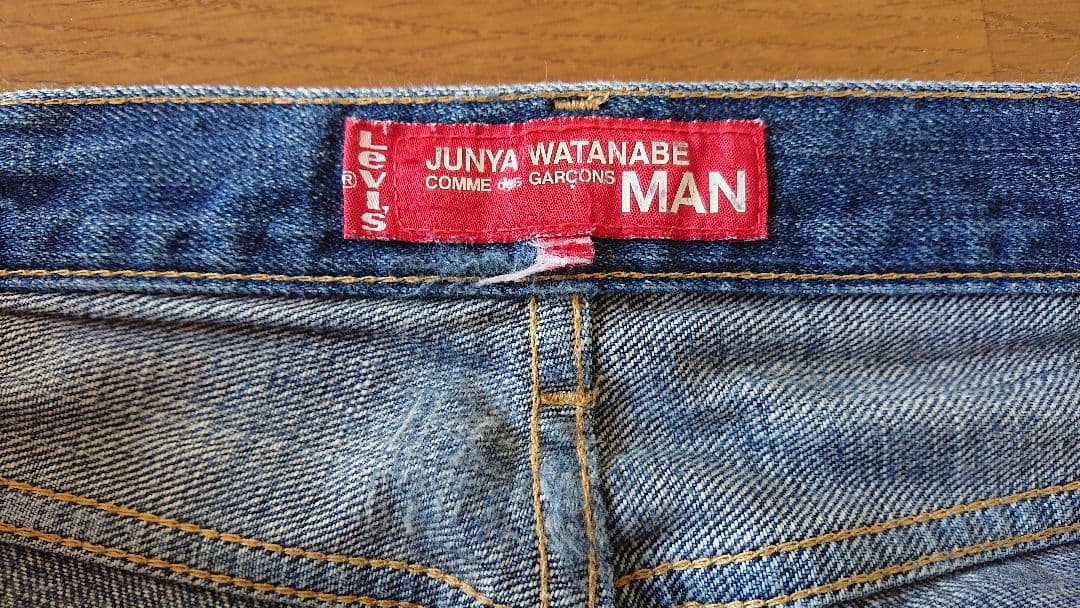 Levi's
®
JUNYA WATANABE
COMME des GARÇONS
MAN